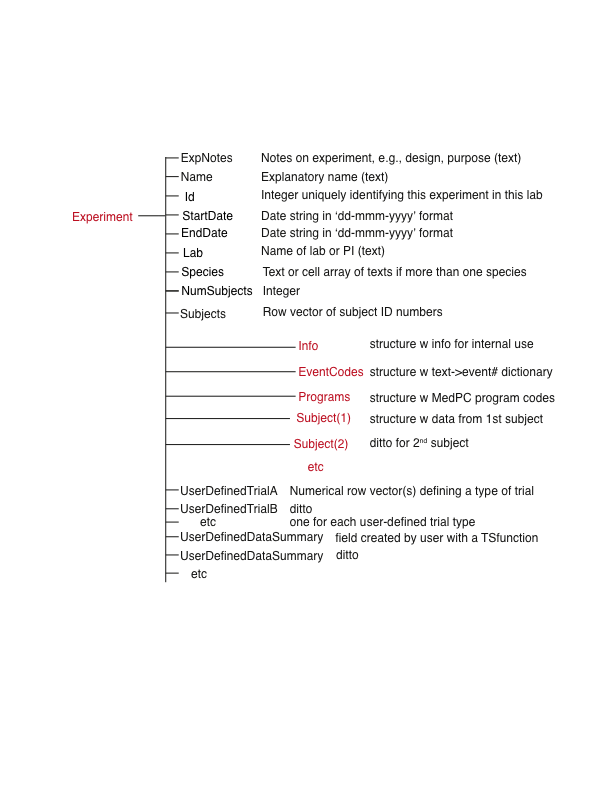 ExpNotes Notes on experiment, e.g., design, purpose (text)
Name Explanatory name (text)
Id Integer uniquely identifying this experiment in this lab
Experiment StartDate Date string in ‘dd-mmm-yyyy’ format
EndDate Date string in ‘dd-mmm-yyyy’ format
Lab Name of lab or PI (text)
Species Text or cell array of texts if more than one species
NumSubjects Integer
Subjects Row vector of subject ID numbers
Info structure w info for internal use
EventCodes structure w text->event# dictionary
Programs structure w MedPC program codes
Subject(1) structure w data from 1st subject
Subject(2) ditto for 2nd subject
etc
UserDefinedTrialA Numerical row vector(s) defining a type of trial
UserDefinedTrialB ditto
etc one for each user-defined trial type
UserDefinedDataSummary field created by user with a TSfunction
UserDefinedDataSummary ditto
etc